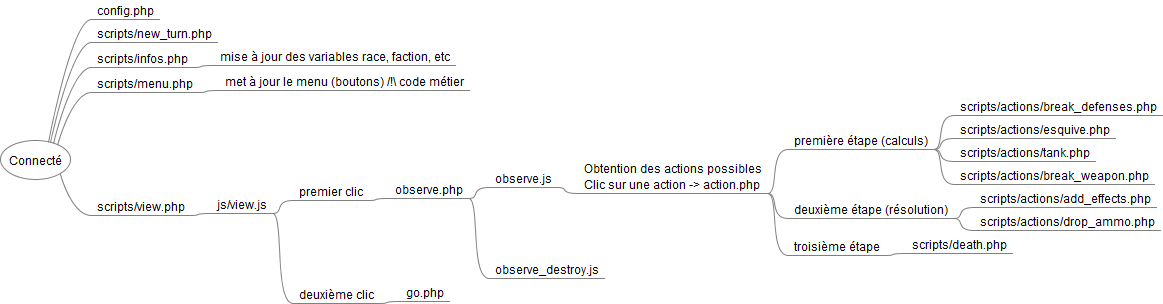 Connecté
config.php
scripts/new_turn.php
scripts/infos.php
mise à jour des variables race, faction, etc
scripts/menu.php
met à jour le menu (boutons) /!\ code métier
scripts/view.php
js/view.js
premier clic
observe.php
observe.js
Obtention des actions possibles
Clic sur une action -> action.php
première étape (calculs)
scripts/actions/break_defenses.php
scripts/actions/esquive.php
scripts/actions/tank.php
scripts/actions/break_weapon.php
deuxième étape (résolution)
scripts/actions/add_effects.php
scripts/actions/drop_ammo.php
troisième étape
scripts/death.php
observe_destroy.js
deuxième clic
go.php